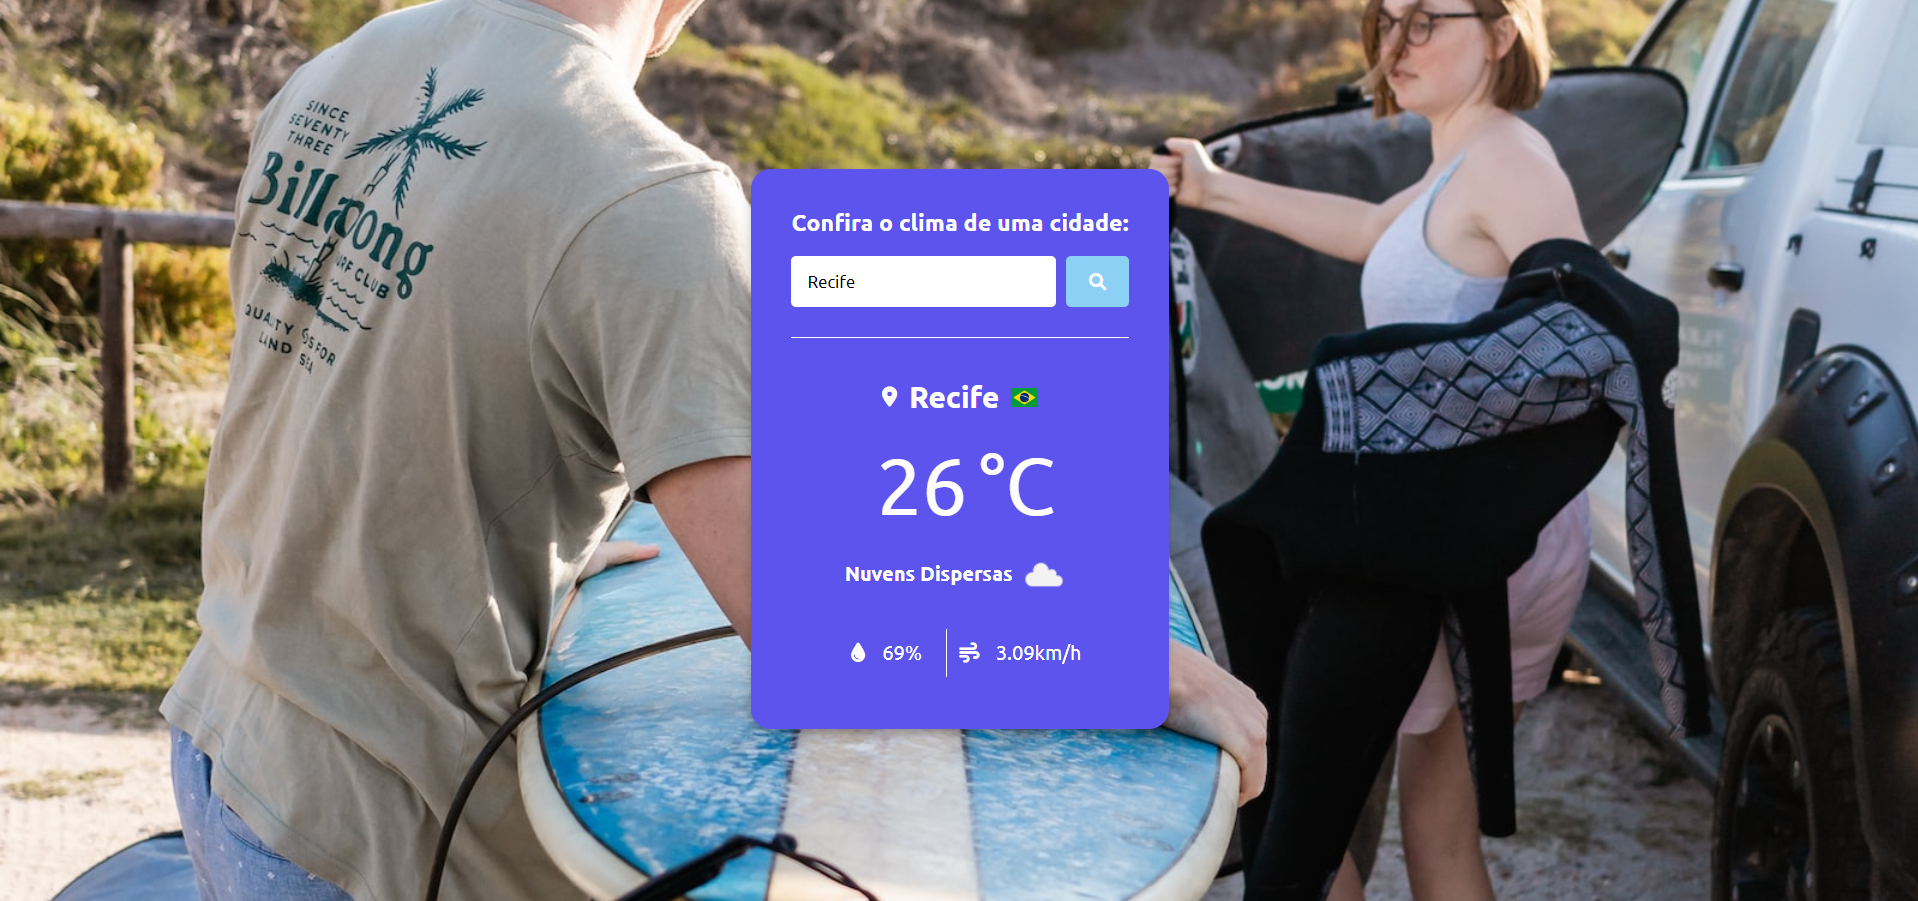 SINCE
SEVENTY
THREE
Billabong
SURF CLUB
QUALITY GOODS FOR
LAND SEA
Confira o clima de uma cidade:
Recife
Recife
26 °C
Nuvens Dispersas
69%
3.09km/h